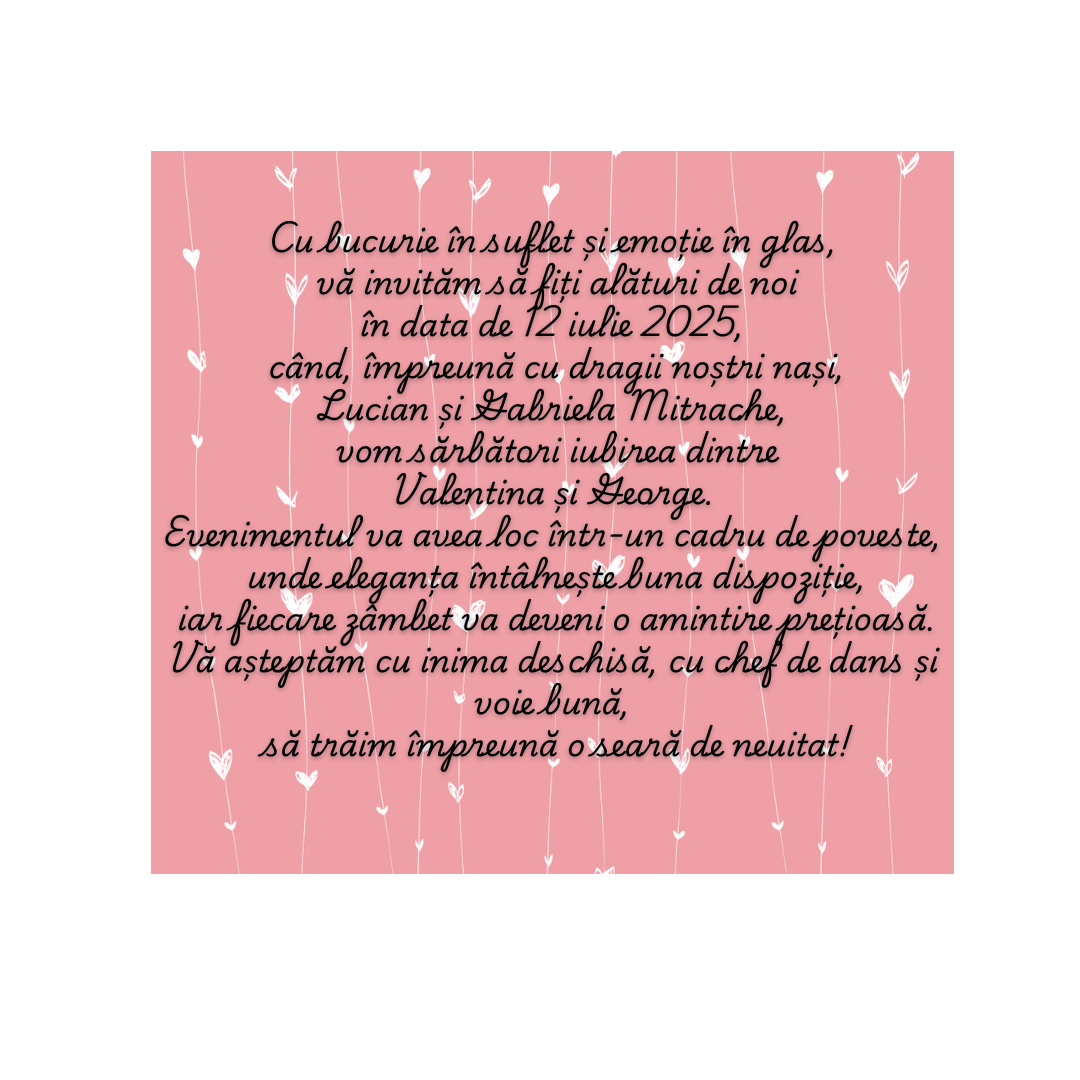 Cu bucurie în suflet și emoție în glas,
vă invităm să fiți alături de noi
în data de 12 iulie 2025,
când, împreună cu dragii noștri nași,
Lucian și Gabriela Mitrache,
vom sărbători iubirea dintre
Valentina și George.
Evenimentul va avea loc într-un cadru de poveste,
unde eleganța întâlnește buna dispoziție,
iar fiecare zâmbet va deveni o amintire prețioasă.
Vă așteptăm cu inima deschisă, cu chef de dans și
voie bună,
să trăim împreună o seară de neuitat!